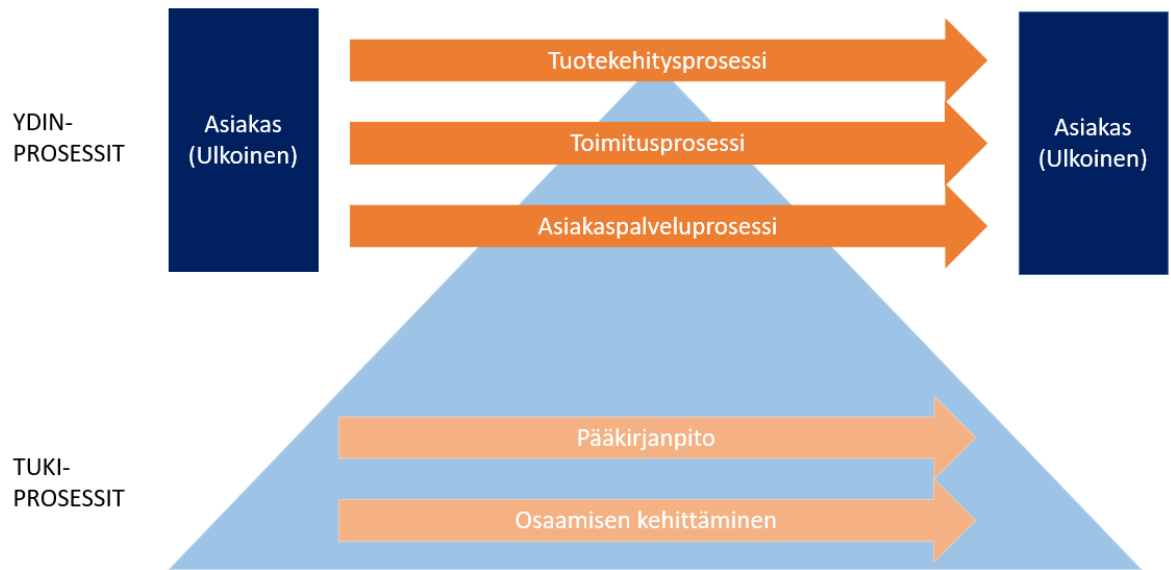 YDIN-
PROSESSIT
Asiakas
(Ulkoinen)
Tuotekehitysprosessi
Toimitusprosessi
Asiakaspalveluprosessi
Asiakas
(Ulkoinen)
TUKI-
PROSESSIT
Pääkirjanpito
Osaamisen kehittäminen